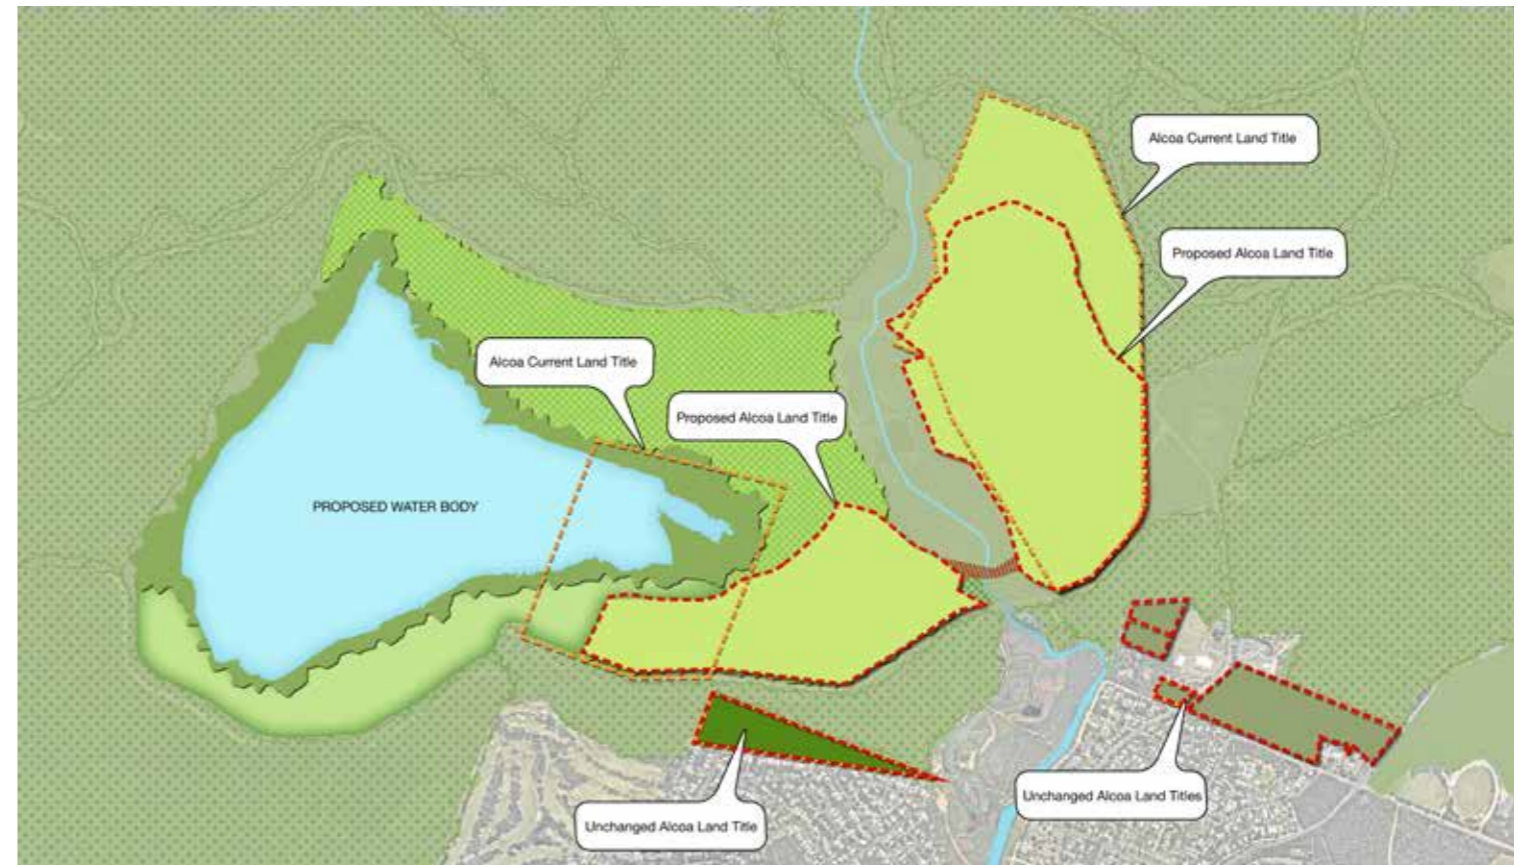 Alcoa Current Land Title
Proposed Alcoa Land Title
Alcoa Current Land Title
Proposed Alcoa Land Title
PROPOSED WATER BODY
Unchanged Alcoa Land Titles
Unchanged Alcoa Land Title